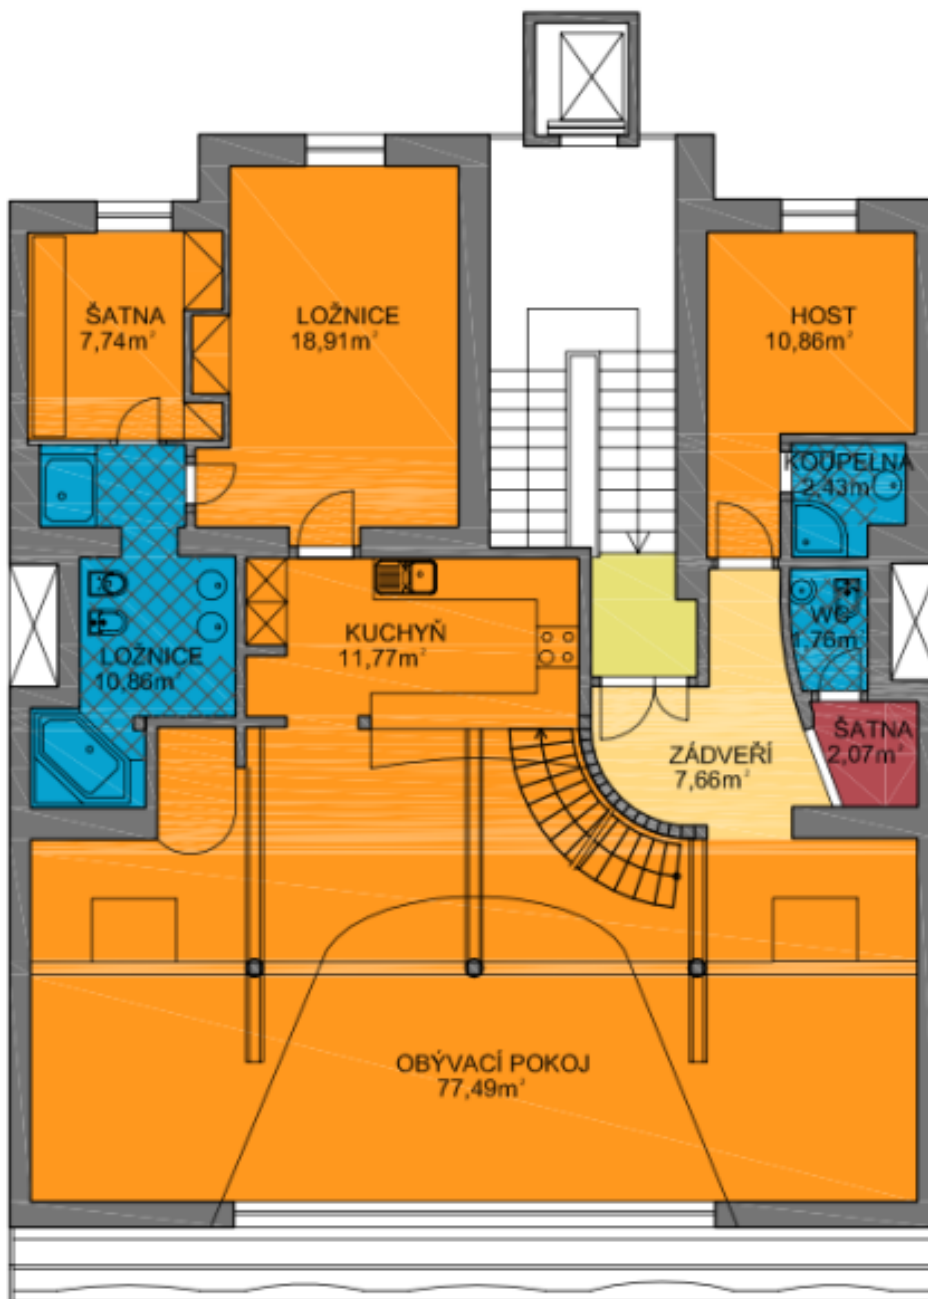 ŠATNA
7,74m²
LOŽNICE
18,91m²
HOST
10,86m²
KOUPELNA
2,43m²
WC
1,76m²
KUCHYŇ
11,77m²
LOŽNICE
10,86m²
ŠATNA
2,07m²
ZÁDVEŘÍ
7,66m²
OBÝVACÍ POKOJ
77,49m²